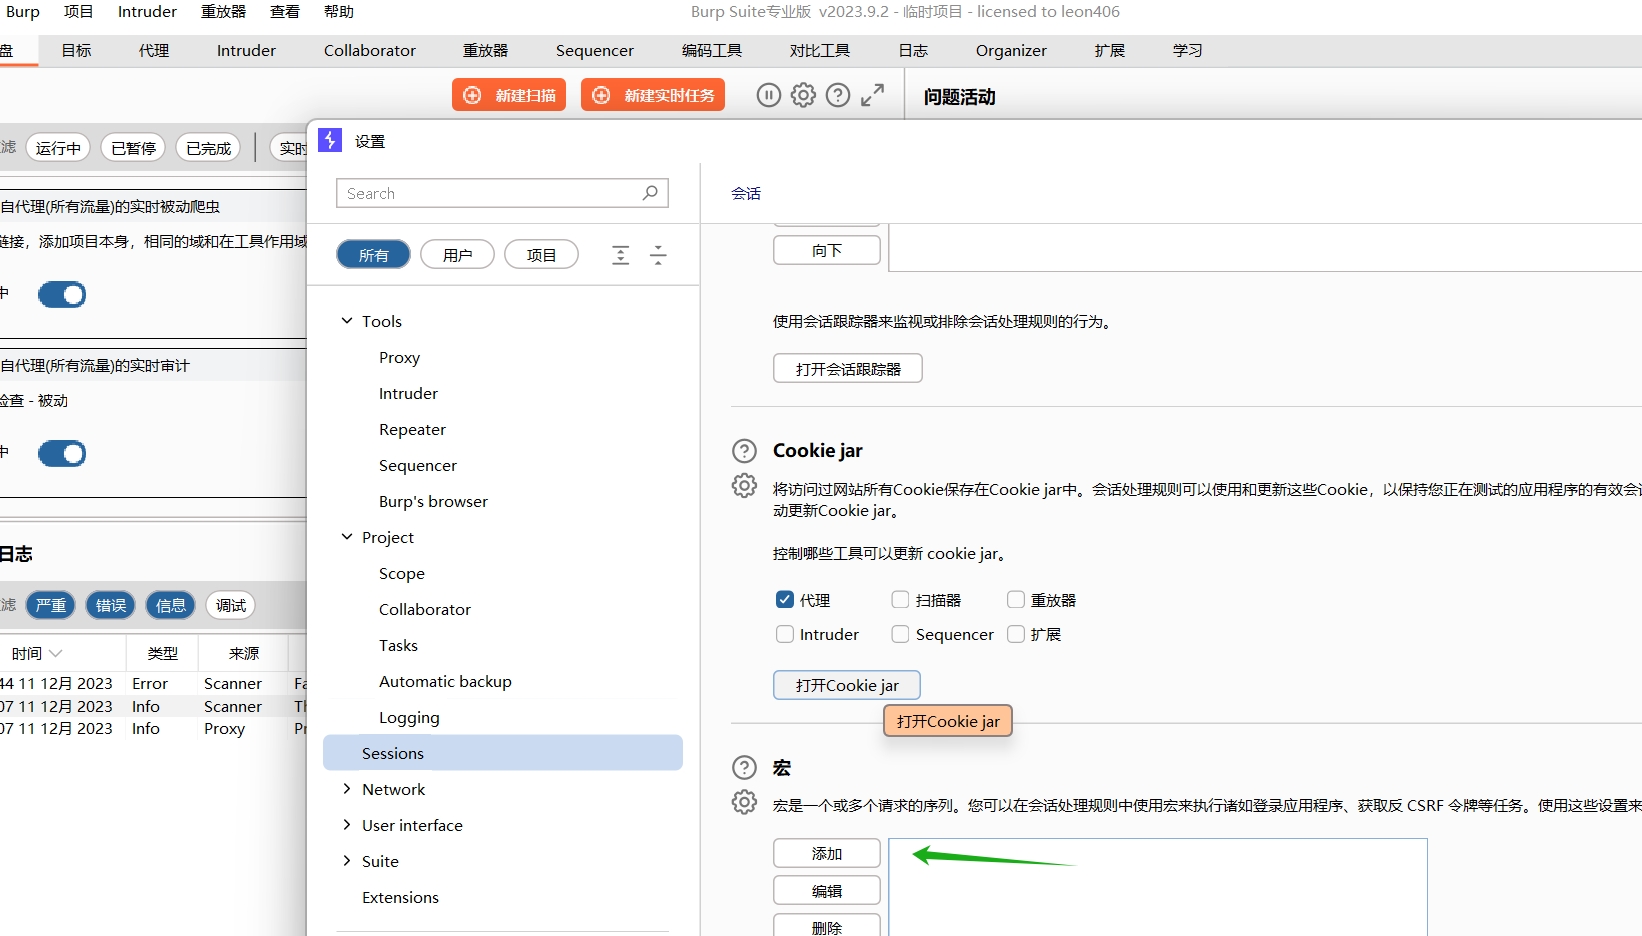 Burp 项目 Intruder 重放器 查看 帮助
Burp Suite专业版 v2023.9.2 - 临时项目 - licensed to leon406
盘 目标 代理 Intruder Collaborator 重放器 Sequencer 编码工具 对比工具 日志 Organizer 扩展 学习
新建扫描 新建实时任务 问题活动
滤 运行中 已暂停 已完成 实时
自代理(所有流量)的实时被动爬虫
链接，添加项目本身，相同的域和在工具作用域
中
自代理(所有流量)的实时审计
检查 - 被动
中
日志
滤 严重 错误 信息 调试
时间 类型 来源
44 11 12月 2023 Error Scanner Fa
07 11 12月 2023 Info Scanner Th
07 11 12月 2023 Info Proxy Pr
设置
Search
所有 用户 项目
Tools
Proxy
Intruder
Repeater
Sequencer
Burp's browser
Project
Scope
Collaborator
Tasks
Automatic backup
Logging
Sessions
Network
User interface
Suite
Extensions
会话
向下
使用会话跟踪器来监视或排除会话处理规则的行为。
打开会话跟踪器
Cookie jar
将访问过网站所有Cookie保存在Cookie jar中。会话处理规则可以使用和更新这些Cookie，以保持您正在测试的应用程序的有效会话
动更新Cookie jar。
控制哪些工具可以更新 cookie jar。
代理 扫描器 重放器
Intruder Sequencer 扩展
打开Cookie jar
打开Cookie jar
宏
宏是一个或多个请求的序列。您可以在会话处理规则中使用宏来执行诸如登录应用程序、获取反 CSRF 令牌等任务。使用这些设置来
添加
编辑
删除